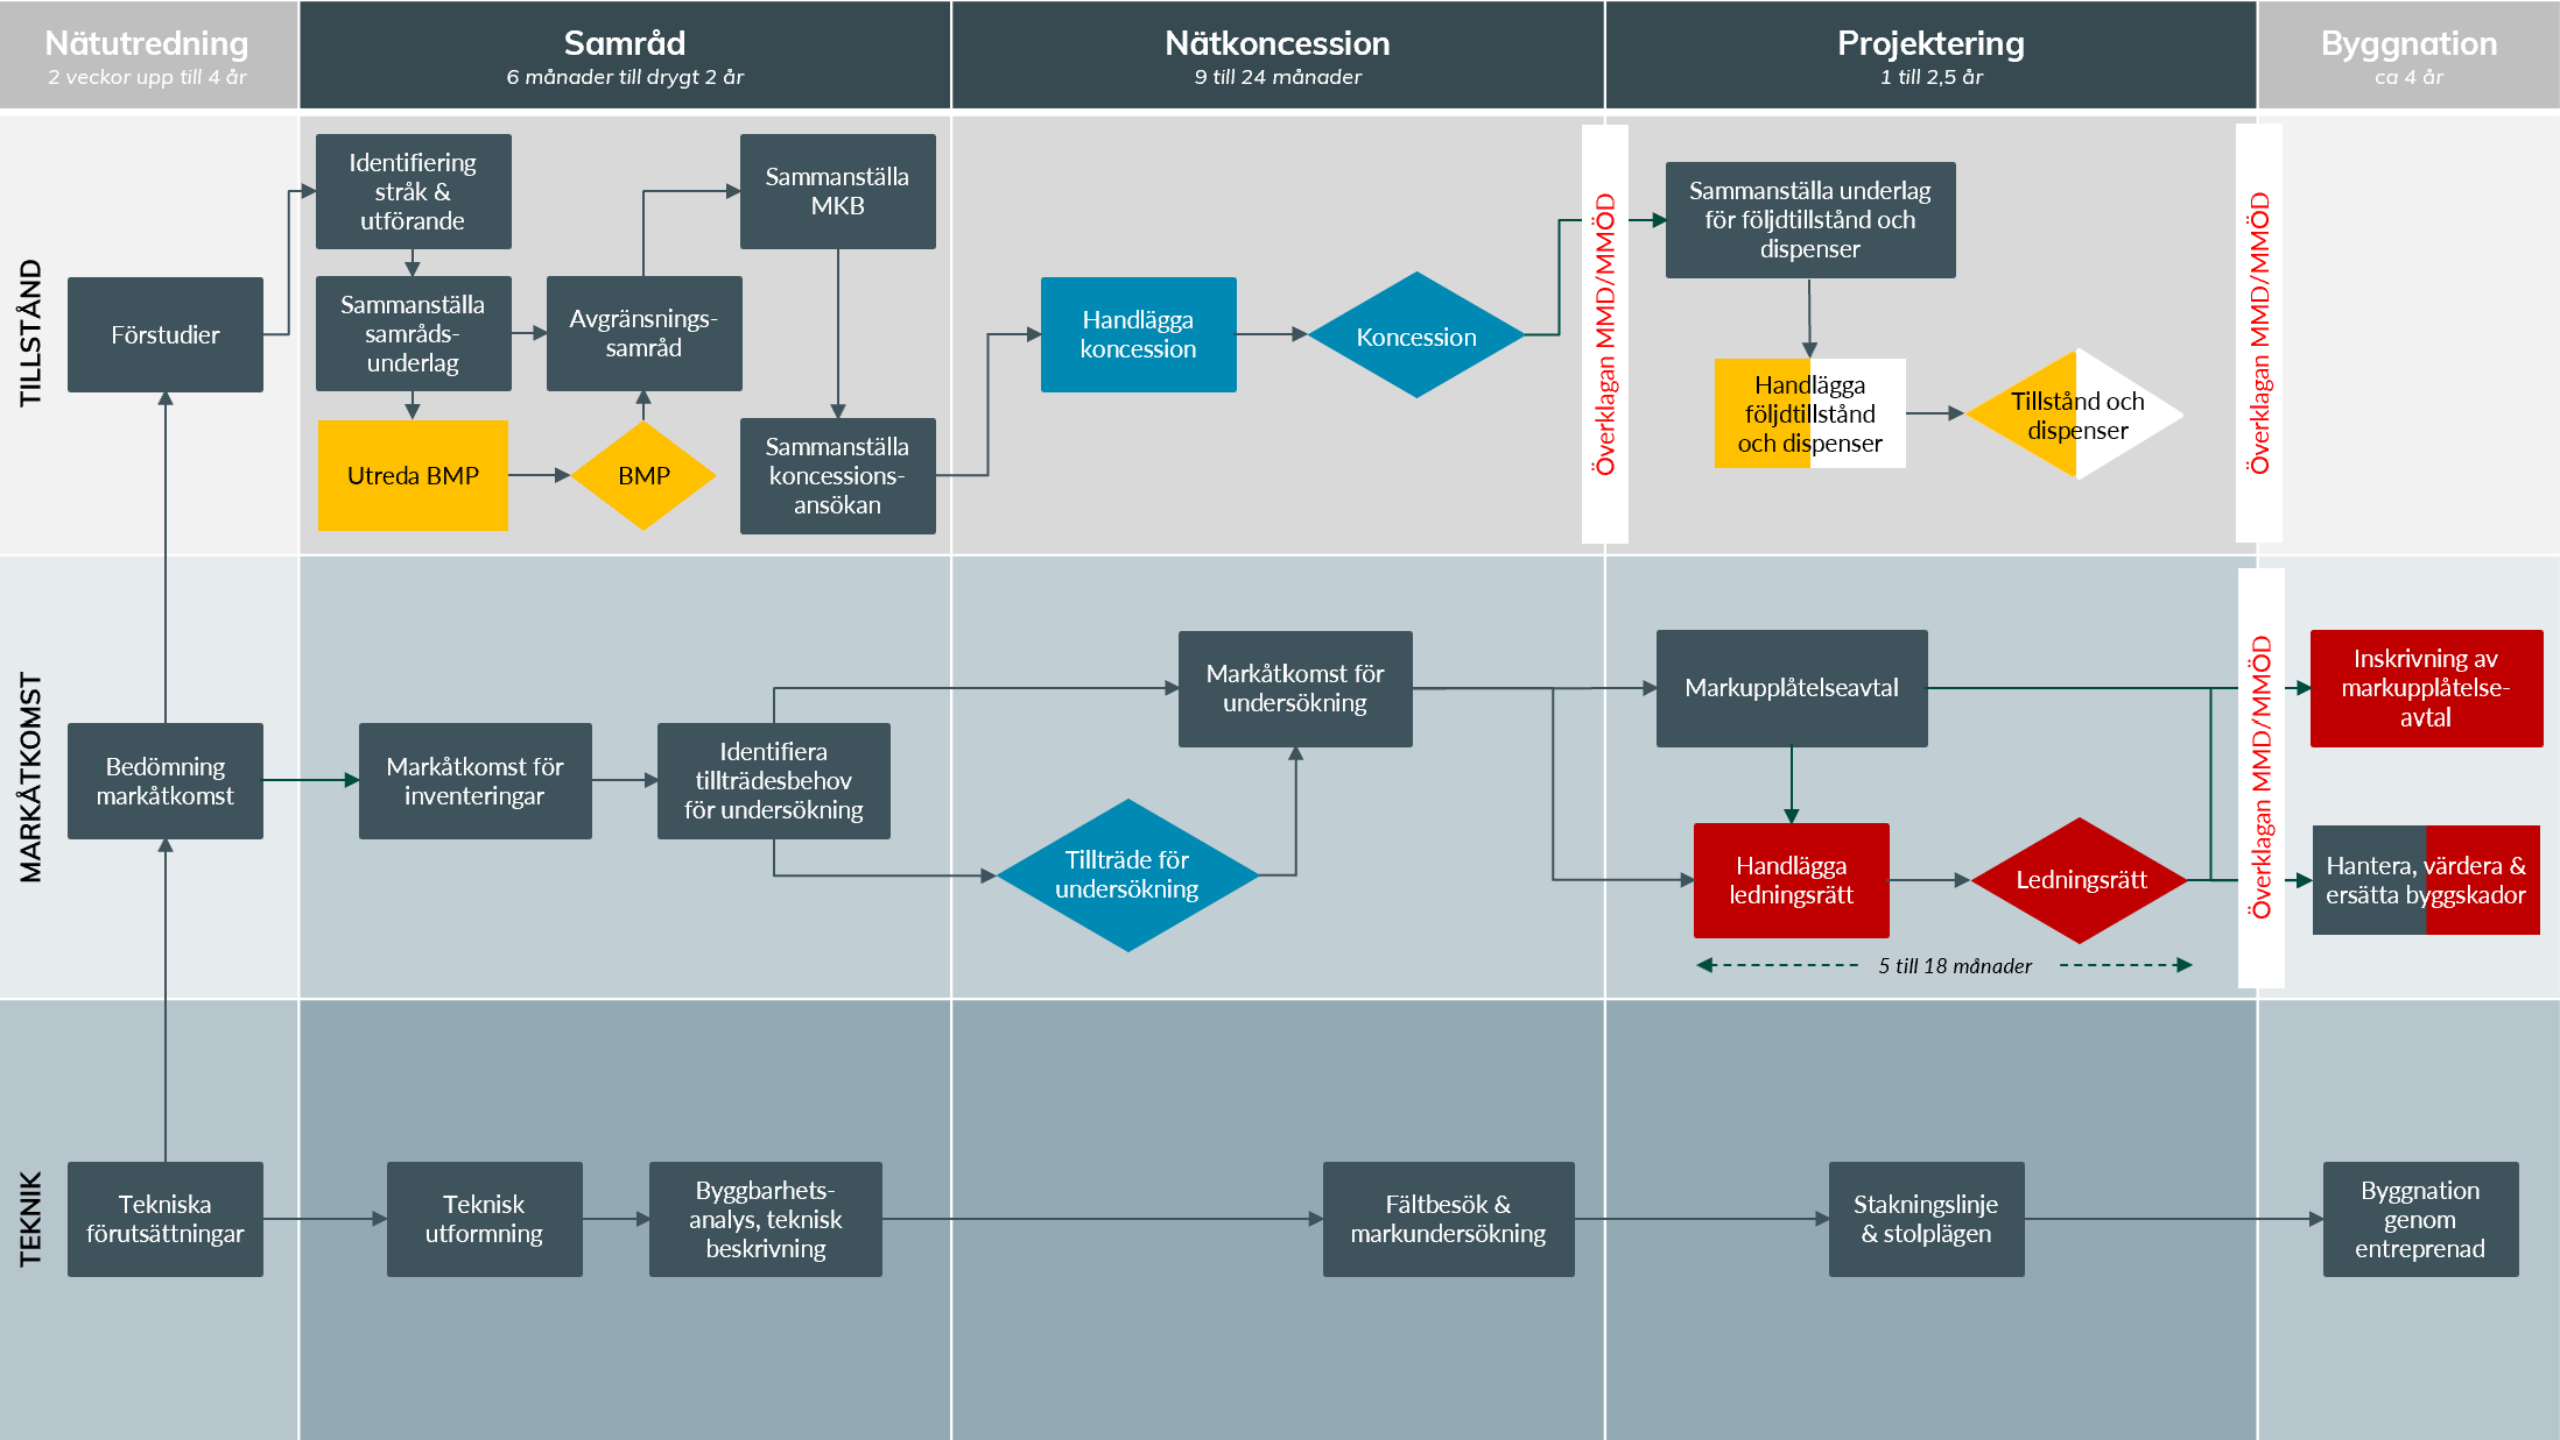 Nätutredning
2 veckor upp till 4 år
Samråd
6 månader till drygt 2 år
Nätkoncession
9 till 24 månader
Projektering
1 till 2,5 år
Byggnation
ca 4 år
TILLSTÅND
Förstudier
Identifiering
stråk &
utförande
Sammanställa
samråds-
underlag
Utreda BMP
Avgränsnings-
samråd
BMP
Sammanställa
MKB
Sammanställa
koncessions-
ansökan
Handlägga
koncession
Koncession
Överklagan MMD/MMÖD
Sammanställa underlag
för följdtillstånd och
dispenser
Handlägga
följdtillstånd
och dispenser
Tillstånd och
dispenser
Överklagan MMD/MMÖD
MARKÅTKOMST
Bedömning
markåtkomst
Markåtkomst för
inventeringar
Identifiera
tillträdesbehov
för undersökning
Tillträde för
undersökning
Markåtkomst för
undersökning
Markupplåtelseavtal
Handlägga
ledningsrätt
Ledningsrätt
5 till 18 månader
Överklagan MMD/MMÖD
Inskrivning av
markupplåtelse-
avtal
Hantera, värdera &
ersätta byggskador
TEKNIK
Tekniska
förutsättningar
Teknisk
utformning
Byggbarhets-
analys, teknisk
beskrivning
Fältbesök &
markundersökning
Stakningslinje
& stolplägen
Byggnation
genom
entreprenad